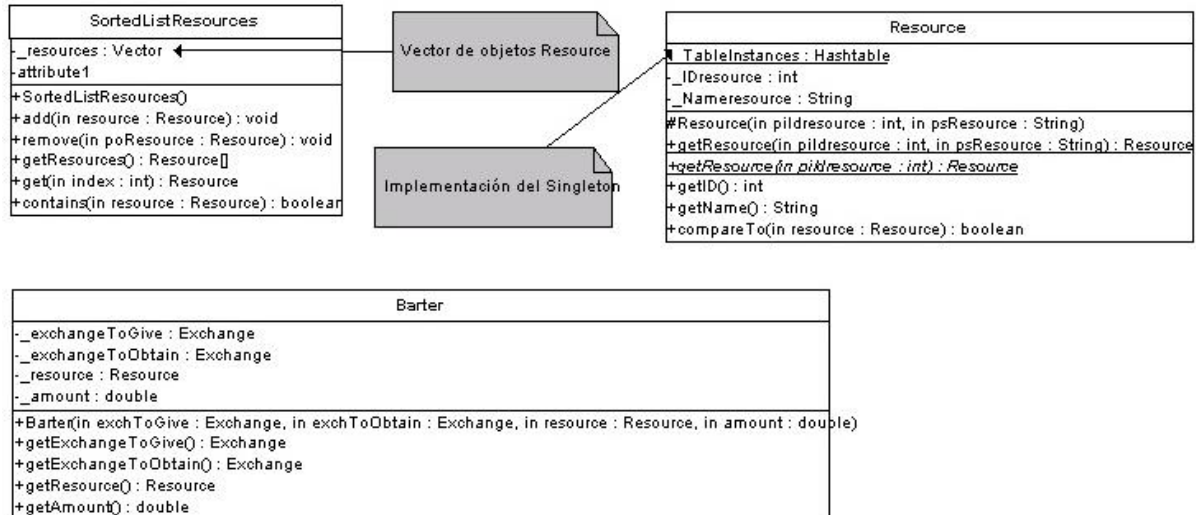 SortedListResources
-_resources : Vector
-attribute1
+SortedListResources()
+add(in resource : Resource) : void
+remove(in poResource : Resource) : void
+getResources() : Resource[]
+get(in index : int) : Resource
+contains(in resource : Resource) : boolean
Vector de objetos Resource
Implementación del Singleton
Resource
_TableInstances : Hashtable
-_IDresource : int
-_Nameresource : String
#Resource(in piIdresource : int, in psResource : String)
+getResource(in piIdresource : int, in psResource : String) : Resource
+getResource(in piIdresource : int) : Resource
+getID() : int
+getName() : String
+compareTo(in resource : Resource) : boolean
Barter
-_exchangeToGive : Exchange
-_exchangeToObtain : Exchange
-_resource : Resource
-_amount : double
+Barter(in exchToGive : Exchange, in exchToObtain : Exchange, in resource : Resource, in amount : double)
+getExchangeToGive() : Exchange
+getExchangeToObtain() : Exchange
+getResource() : Resource
+getAmount() : double